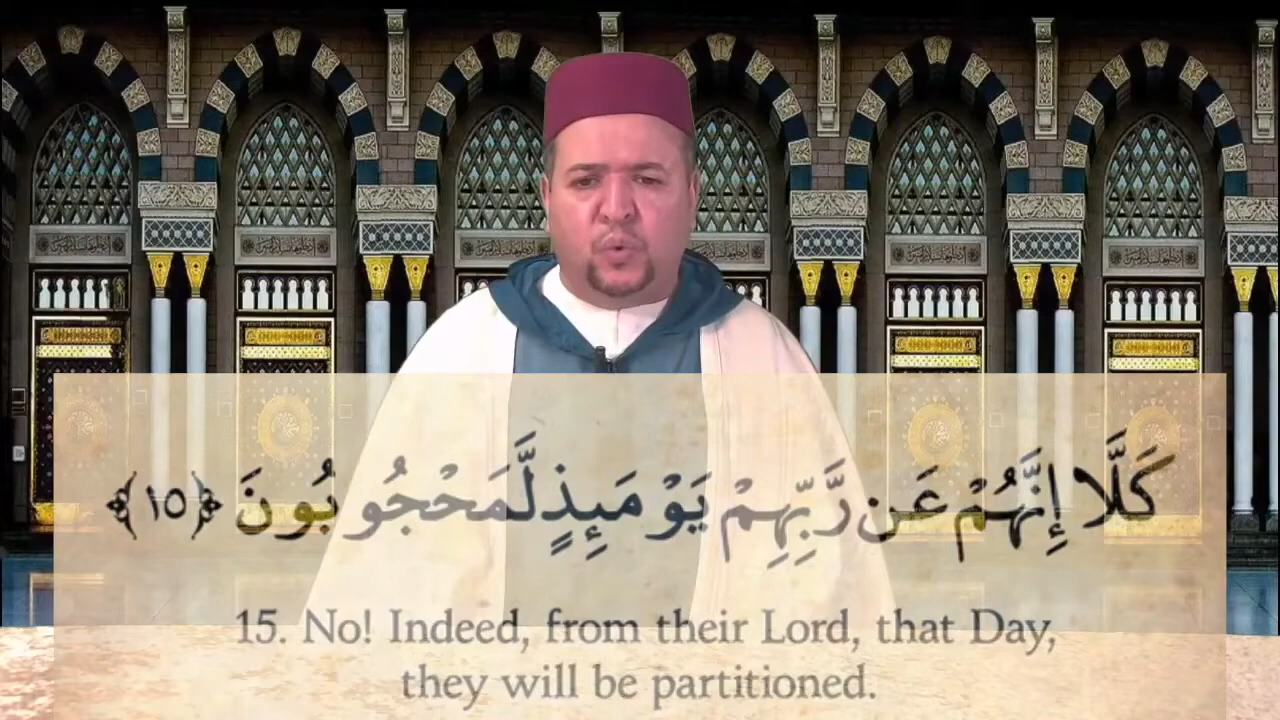 كَلَّا إِنَّهُمْ عَن رَّبِّهِمْ يَوْمَئِذٍ لَّمَحْجُوبُونَ ﴿١٥﴾
15. No! Indeed, from their Lord, that Day,
they will be partitioned.